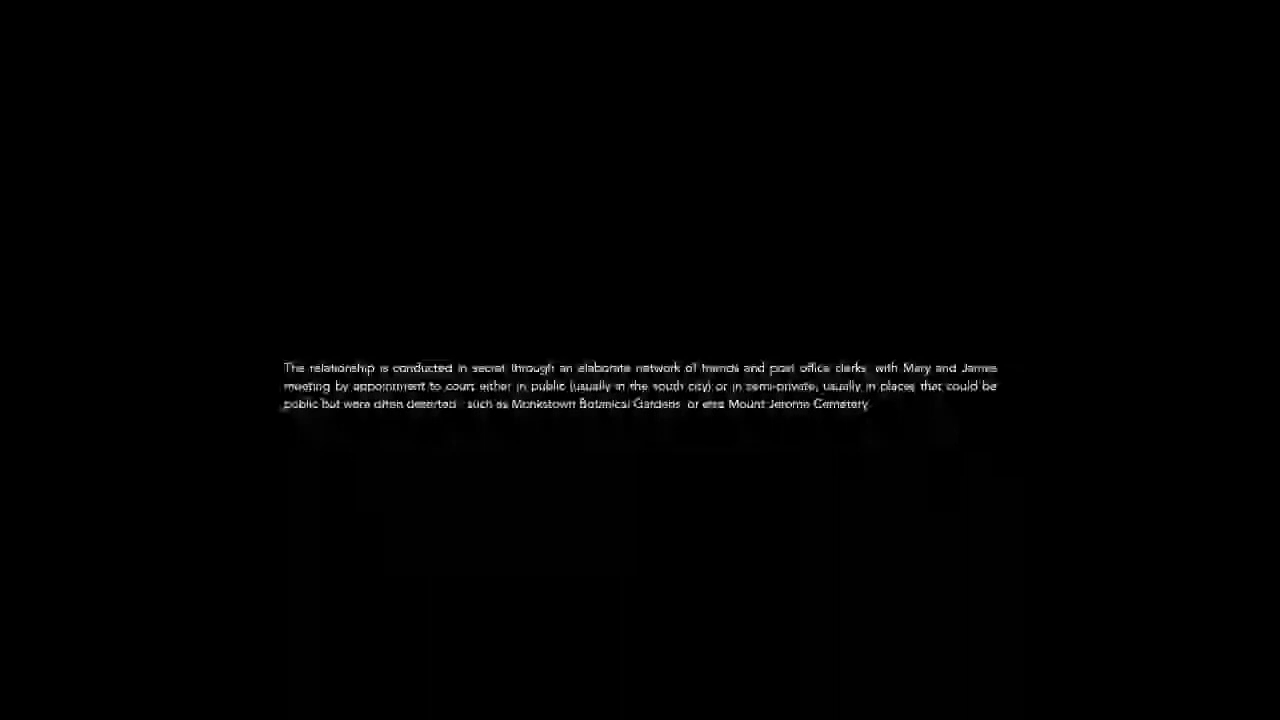 The relationship is conducted in secret through an elaborate network of friends and post office clerks, with Mary and James
meeting by appointment to court either in public (usually in the south city) or in semi-private, usually in places that could be
public but were often deserted - such as Monkstown Botanical Gardens, or else Mount Jerome Cemetery.